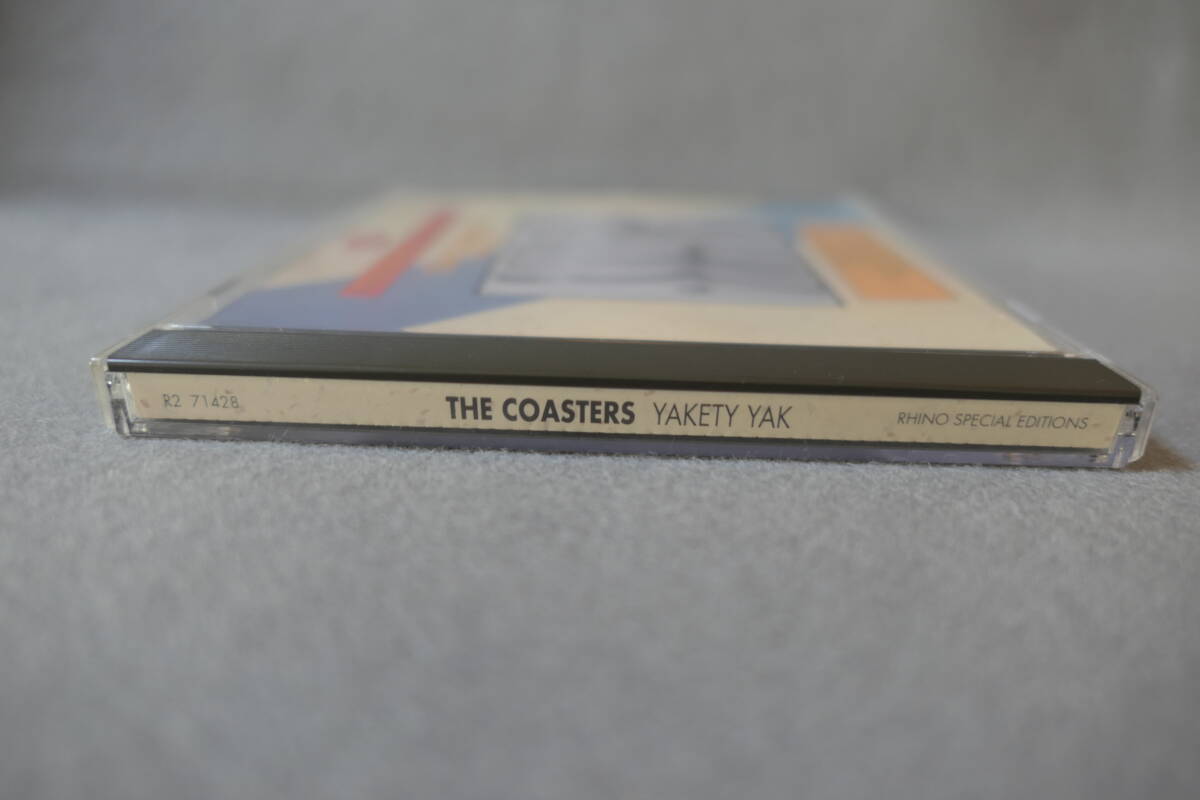 R2 71428 THE COASTERS YAKETY YAK RHINO SPECIAL EDITIONS